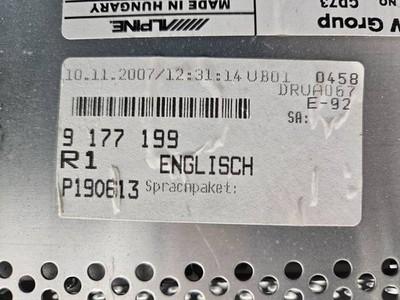 ALPINE
MADE IN HUNGARY
W Group
CD73
10.11.2007/12:31:14 UB01 0458
DRUA067
E-92
SA:
9 177 199
R1 ENGLISCH
P190613 Sprachpaket: